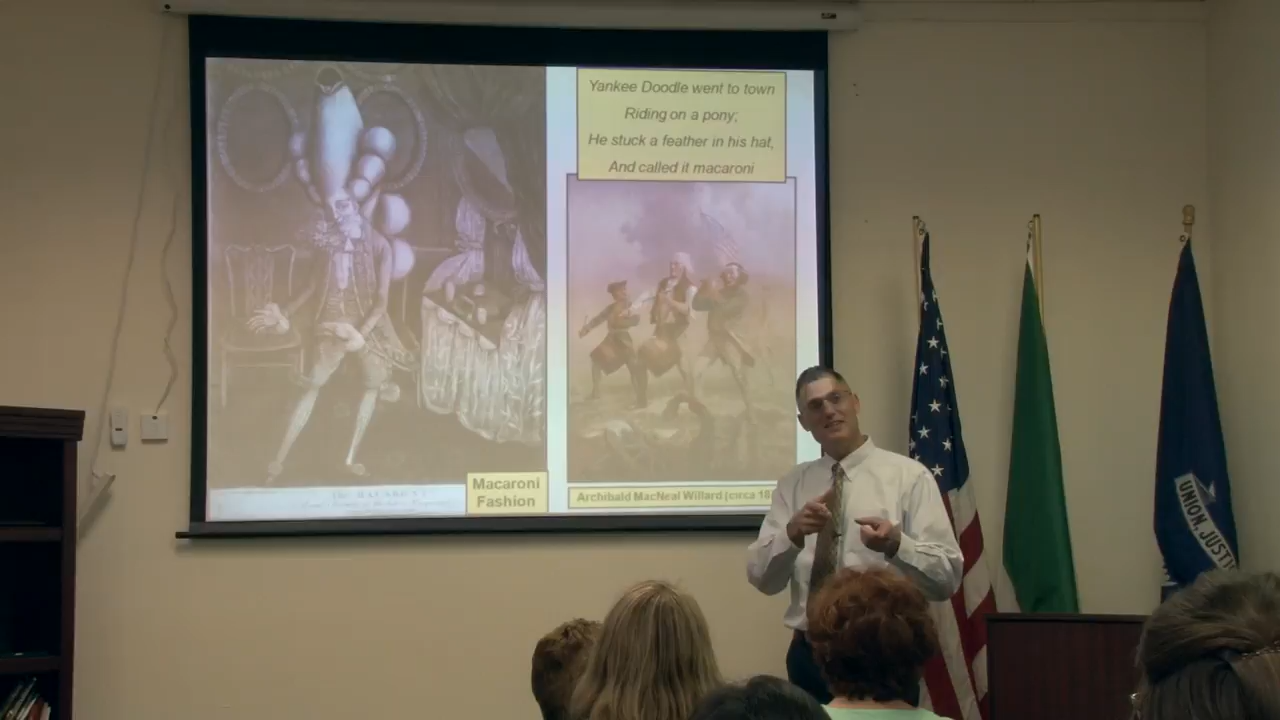 Yankee Doodle went to town
Riding on a pony;
He stuck a feather in his hat,
And called it macaroni
Macaroni
Fashion
Archibald MacNeal Willard (circa 18
UNION, JUSTI